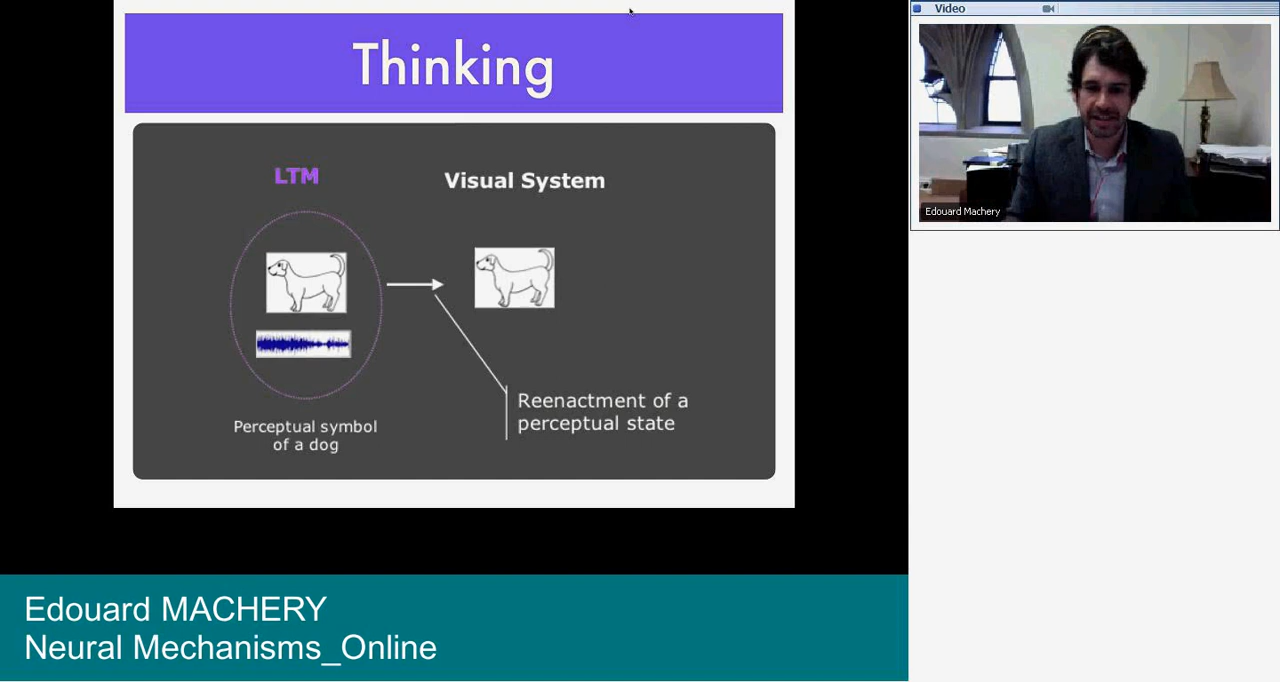 Thinking
LTM
Visual System
Reenactment of a
perceptual state
Perceptual symbol
of a dog
Video
Edouard Machery
Edouard MACHERY
Neural Mechanisms_Online